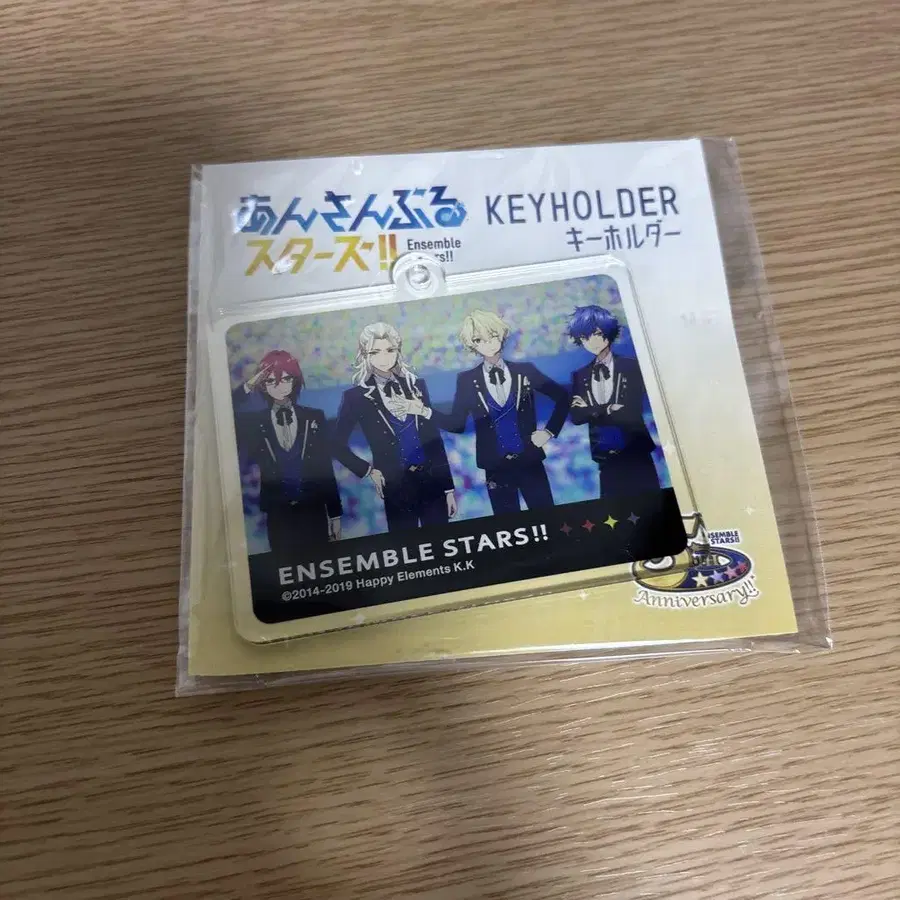 あんさんぶる
スターズ!!
Ensemble
KEYHOLDER
キーホルダー
ENSEMBLE STARS!!
©2014-2019 Happy Elements K.K
ENSEMBLE
STARS!!
Anniversary!!